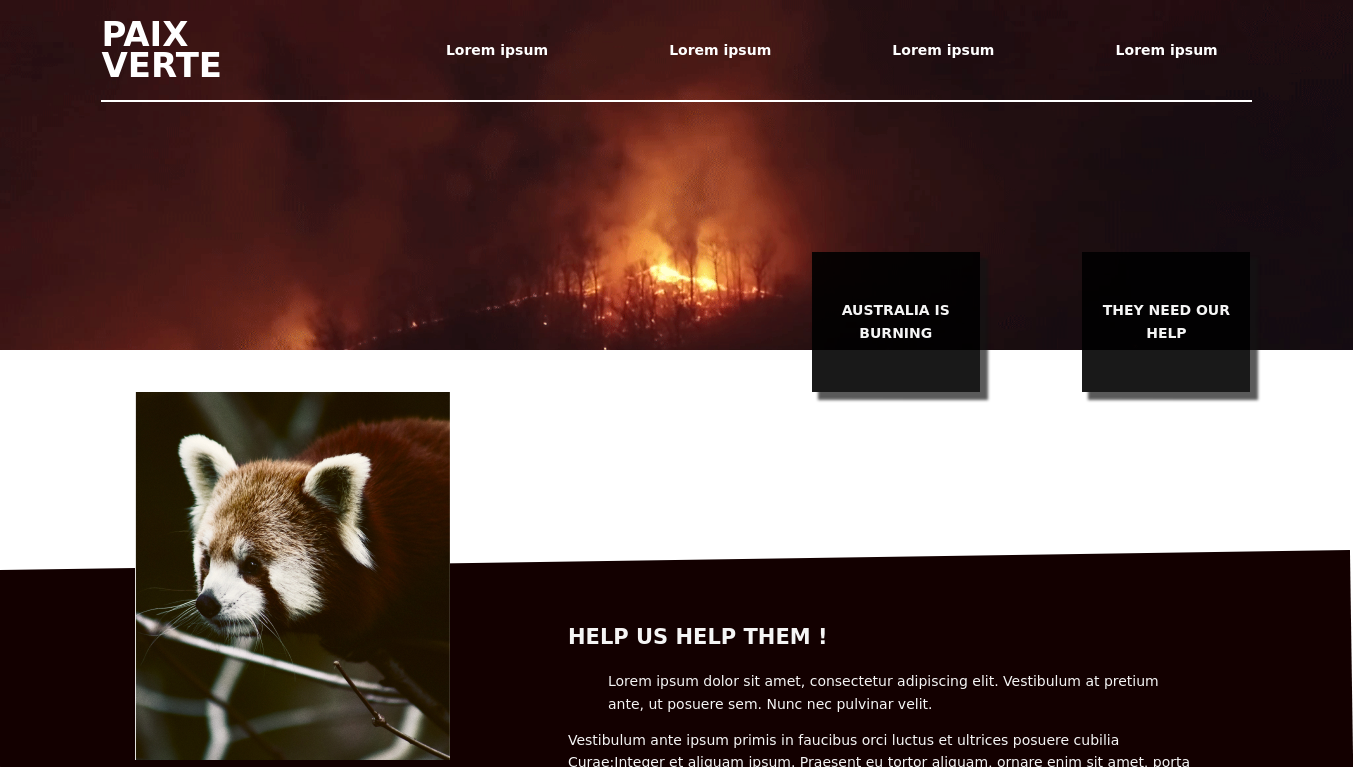 PAIX
VERTE
Lorem ipsum
Lorem ipsum
Lorem ipsum
Lorem ipsum
AUSTRALIA IS
BURNING
THEY NEED OUR
HELP
HELP US HELP THEM !
Lorem ipsum dolor sit amet, consectetur adipiscing elit. Vestibulum at pretium
ante, ut posuere sem. Nunc nec pulvinar velit.
Vestibulum ante ipsum primis in faucibus orci luctus et ultrices posuere cubilia
Curae;Integer et aliquam ipsum. Praesent eu tortor aliquam, ornare enim sit amet, porta